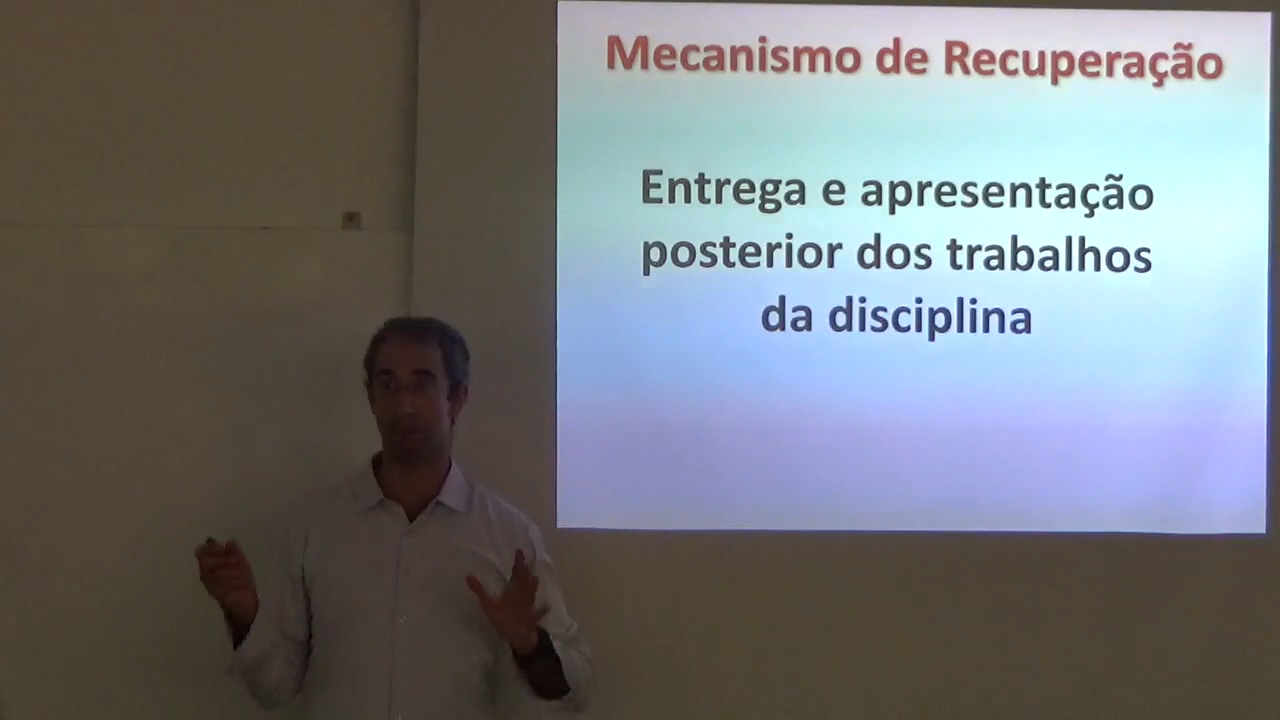 Mecanismo de Recuperação
Entrega e apresentação
posterior dos trabalhos
da disciplina